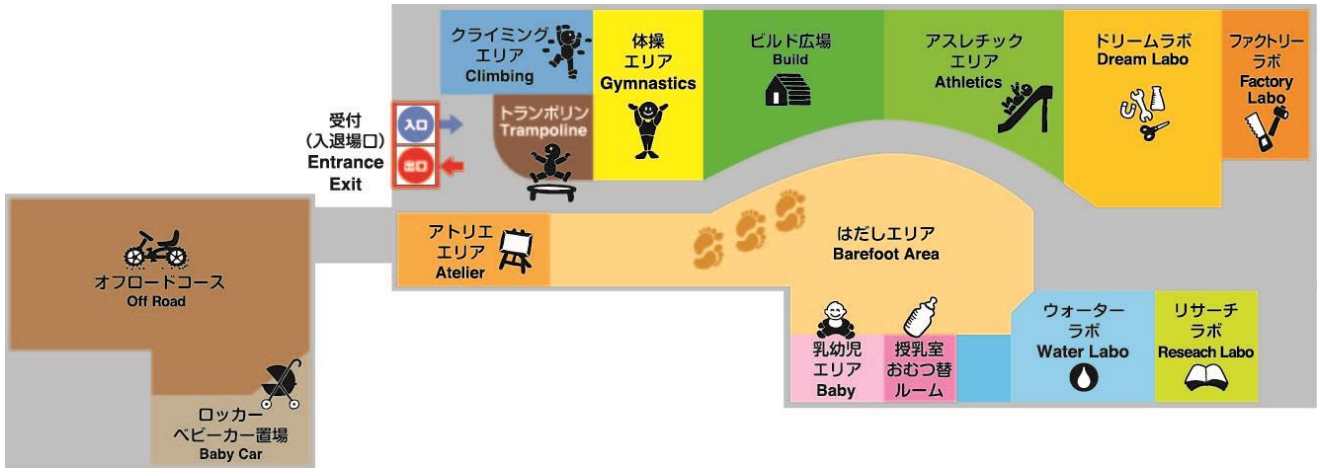 クライミング
エリア
Climbing
体操
エリア
Gymnastics
ビルド広場
Build
アスレチック
エリア
Athletics
ドリームラボ
Dream Labo
ファクトリー
ラボ
Factory
Labo
トランポリン
Trampoline
受付
(入退場口)
Entrance
Exit
入口
出口
オフロードコース
Off Road
アトリエ
エリア
Atelier
はだしエリア
Barefoot Area
乳幼児
エリア
Baby
授乳室
おむつ替
ルーム
ウォーター
ラボ
Water Labo
リサーチ
ラボ
Reseach Labo
ロッカー
ベビーカー置場
Baby Car